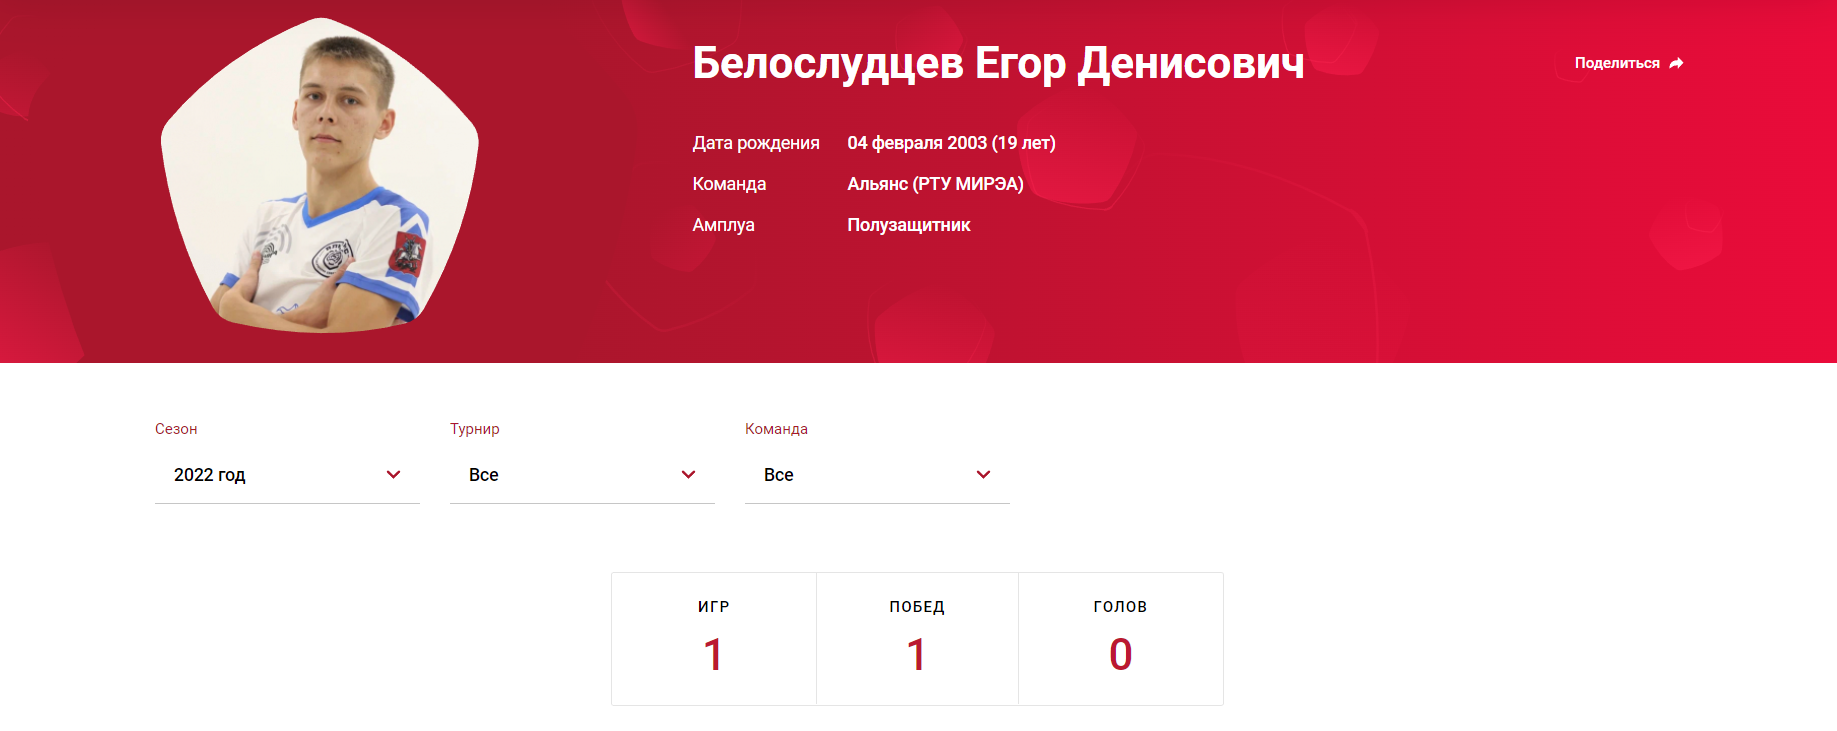 Белослудцев Егор Денисович
Поделиться
Дата рождения 04 февраля 2003 (19 лет)
Команда Альянс (РТУ МИРЭА)
Амплуа Полузащитник
Сезон Турнир Команда
2022 год Все Все
ИГР ПОБЕД ГОЛОВ
1 1 0